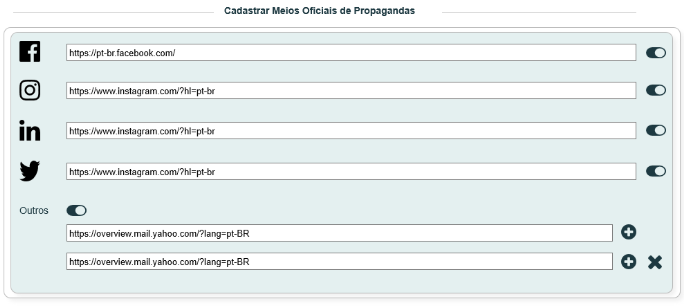 Cadastrar Meios Oficiais de Propagandas
https://pt-br.facebook.com/
https://www.instagram.com/?hl=pt-br
https://www.instagram.com/?hl=pt-br
https://www.instagram.com/?hl=pt-br
Outros
https://overview.mail.yahoo.com/?lang=pt-BR
https://overview.mail.yahoo.com/?lang=pt-BR